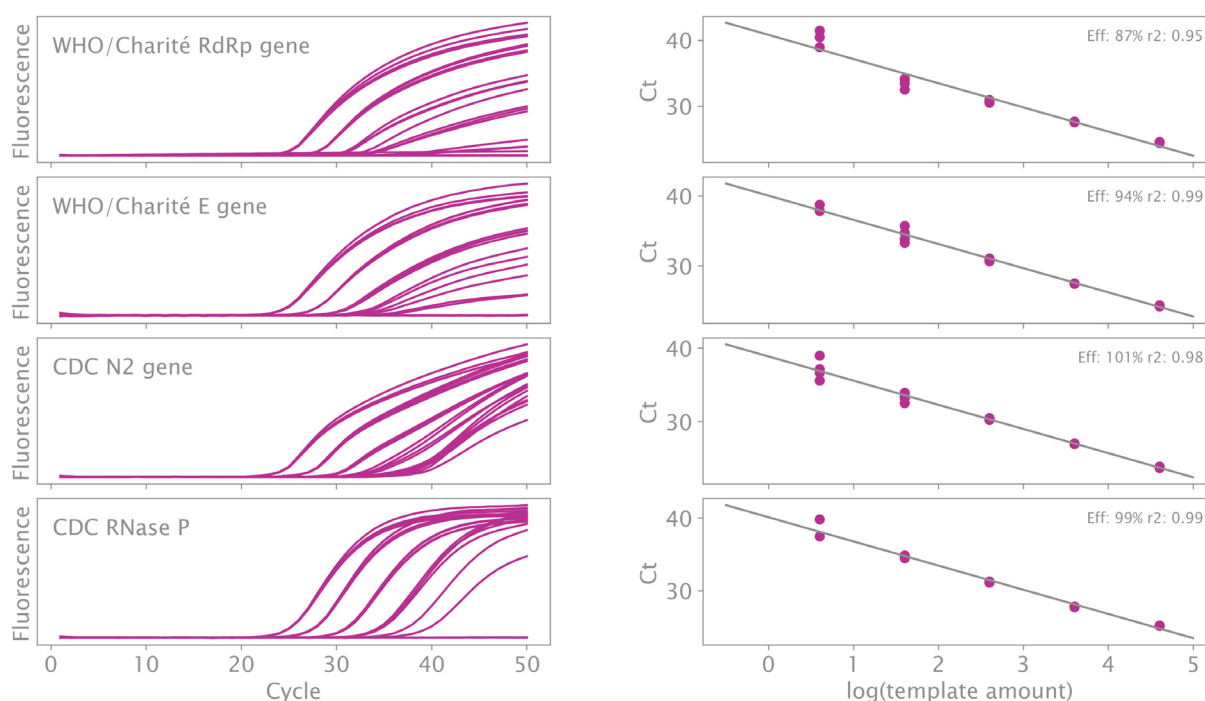 WHO/Charité RdRp gene
Fluorescence
Eff: 87% r2: 0.95
Ct
40
30
WHO/Charité E gene
Fluorescence
Eff: 94% r2: 0.99
Ct
40
30
CDC N2 gene
Fluorescence
Eff: 101% r2: 0.98
Ct
40
30
CDC RNase P
Fluorescence
Eff: 99% r2: 0.99
Ct
40
30
0 10 20 30 40 50
Cycle
0 1 2 3 4 5
log(template amount)